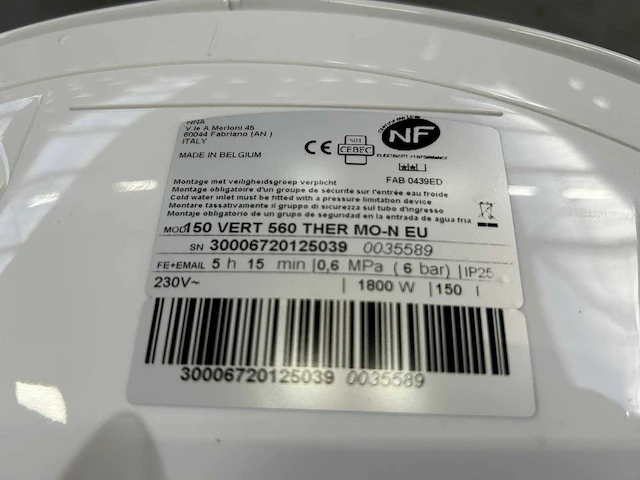 V.le A.Merloni 45
60044 Fabriano (AN )
ITALY
MADE IN BELGIUM
CE
501
CEBEC
NF
FAB 0439ED
Montage met veiligheidsgroep verplicht
Montage obligatoire d'un groupe de sécurité sur l'entrée eau froide
Cold water inlet must be fitted with a pressure limitation device
Montare tassativamente il gruppo di sicurezza sul tubo d'ingresso
Montaje obligatorio de un grupo de seguridad en la entrada de agua fria
MOD 150 VERT 560 THER MO-N EU
SN 30006720125039 0035589
FE+EMAIL 5 h 15 min |0,6 MPa ( 6 bar) |IP25
230V~ | 1800 W |150 l
30006720125039 0035589